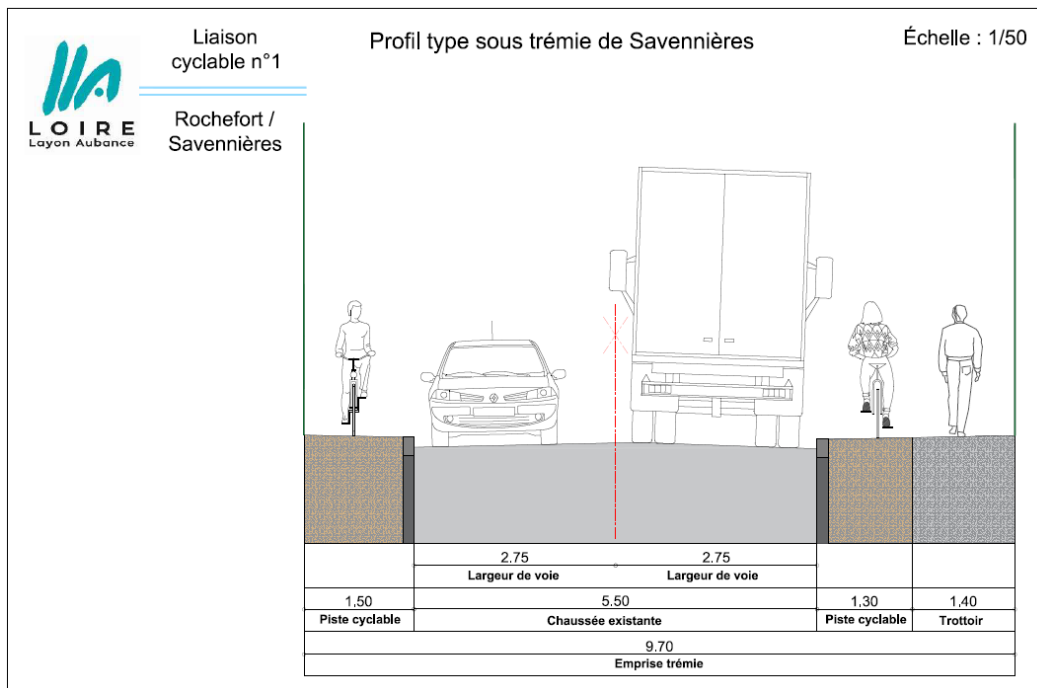 LOIRE
Layon Aubance
Liaison
cyclable n°1
Rochefort /
Savennières
Profil type sous trémie de Savennières
Échelle : 1/50
2.75
2.75
Largeur de voie
Largeur de voie
1,50
5.50
1,30
1,40
Piste cyclable
Chaussée existante
Piste cyclable
Trottoir
9.70
Emprise trémie